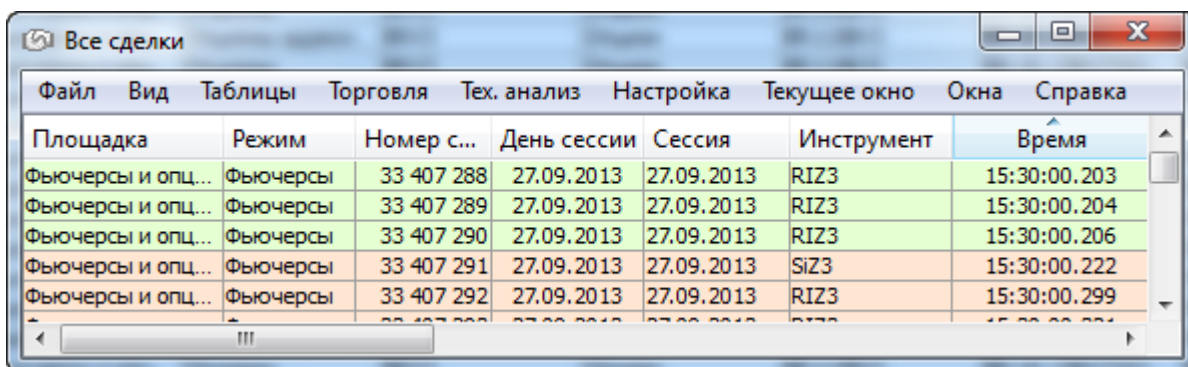 Все сделки
Файл Вид Таблицы Торговля Тех. анализ Настройка Текущее окно Окна Справка
Площадка Режим Номер с... День сессии Сессия Инструмент Время
Фьючерсы и опц... Фьючерсы 33 407 288 27.09.2013 27.09.2013 RIZ3 15:30:00.203
Фьючерсы и опц... Фьючерсы 33 407 289 27.09.2013 27.09.2013 RIZ3 15:30:00.204
Фьючерсы и опц... Фьючерсы 33 407 290 27.09.2013 27.09.2013 RIZ3 15:30:00.206
Фьючерсы и опц... Фьючерсы 33 407 291 27.09.2013 27.09.2013 SiZ3 15:30:00.222
Фьючерсы и опц... Фьючерсы 33 407 292 27.09.2013 27.09.2013 RIZ3 15:30:00.299